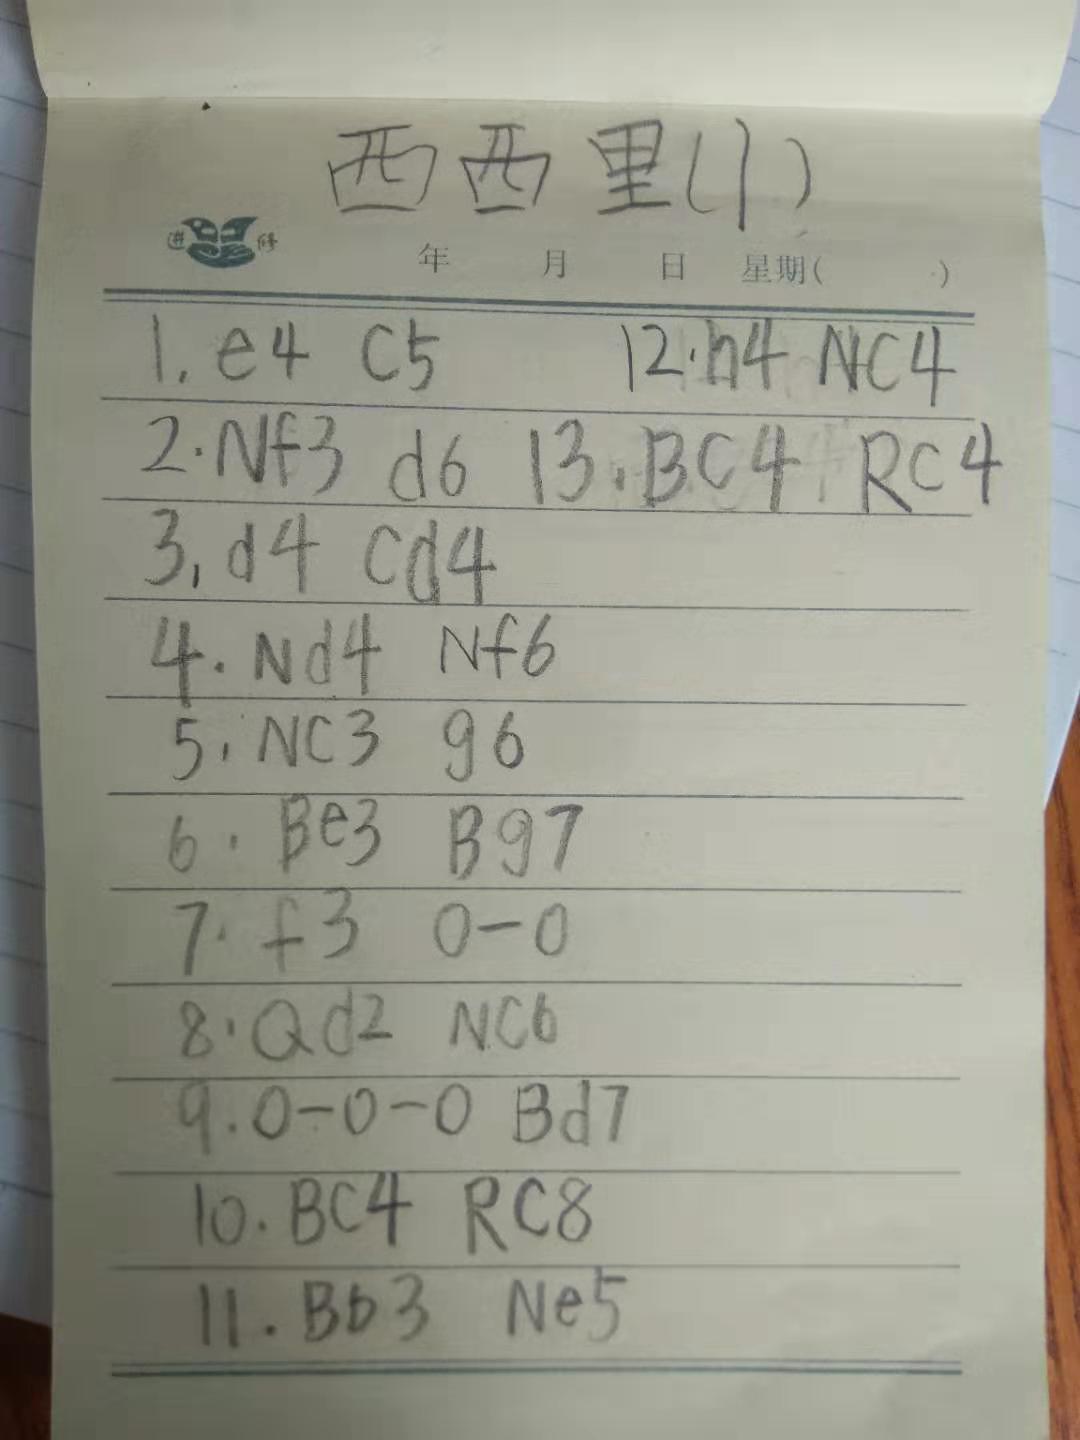 西西里(1)
进修
年 月 日 星期( )
1. e4 C5 12. h4 NC4
2. Nf3 d6 13. BC4 RC4
3, d4 Cd4
4. Nd4 Nf6
5, NC3 g6
6. Be3 Bg7
7. f3 0-0
8. Qd2 NC6
9. 0-0-0 Bd7
10. BC4 RC8
11. Bb3 Ne5